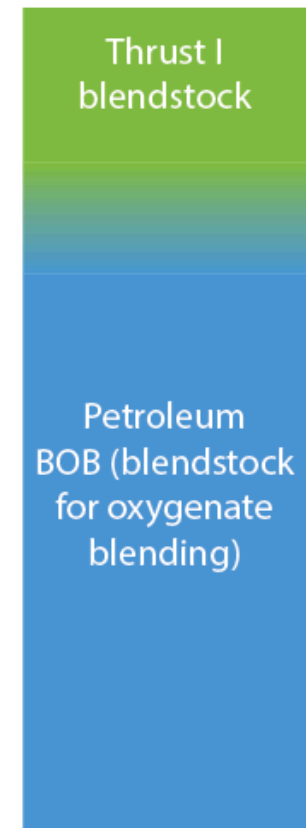 Thrust I
blendstock
Petroleum
BOB (blendstock
for oxygenate
blending)